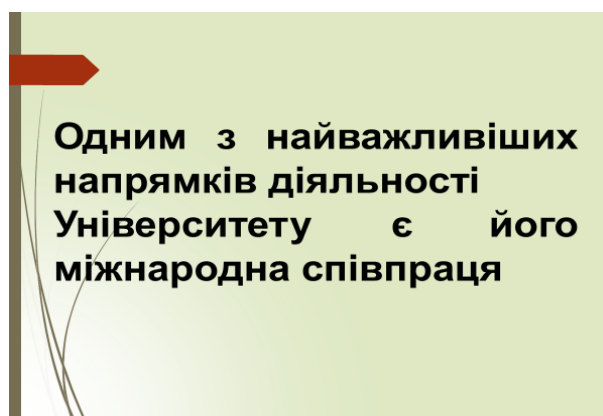 Одним з найважливіших
напрямків діяльності
Університету є його
міжнародна співпраця